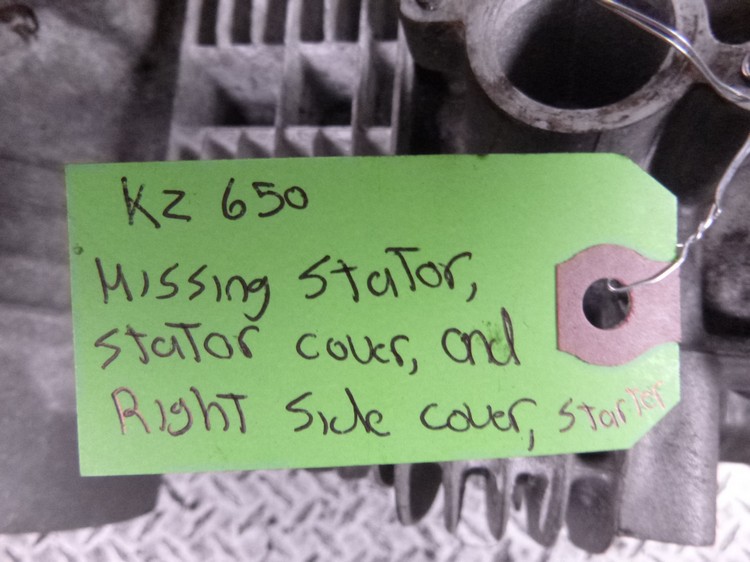 KZ 650
Missing stator,
stator cover, and
Right side cover, starter